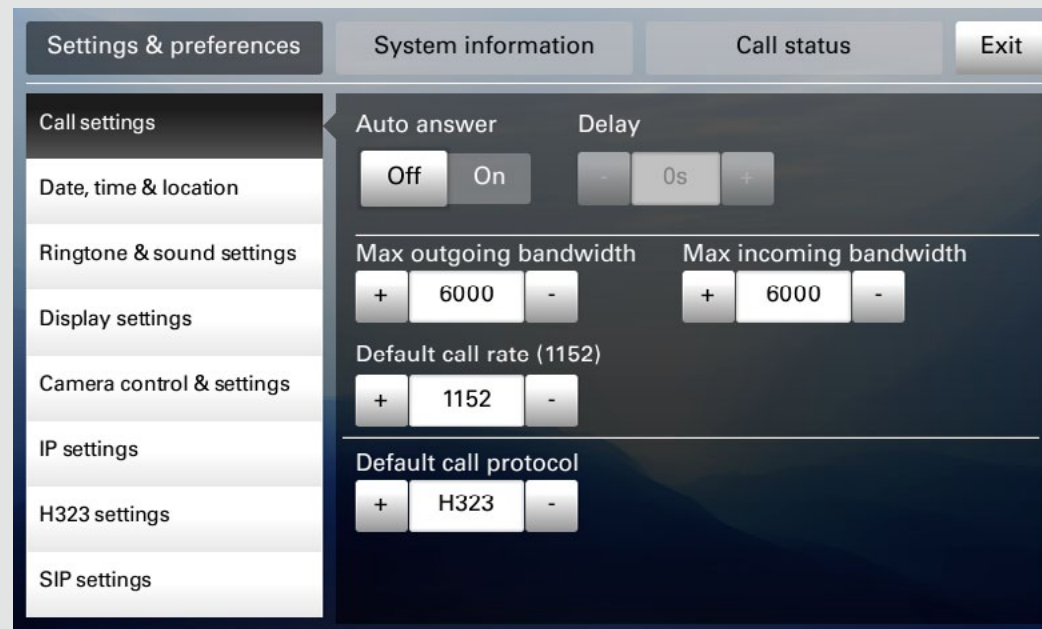 Settings & preferences
System information
Call status
Exit
Call settings
Date, time & location
Ringtone & sound settings
Display settings
Camera control & settings
IP settings
H323 settings
SIP settings
Auto answer
Delay
Off On
- 0s +
Max outgoing bandwidth
Max incoming bandwidth
+ 6000 -
+ 6000 -
Default call rate (1152)
+ 1152 -
Default call protocol
+ H323 -